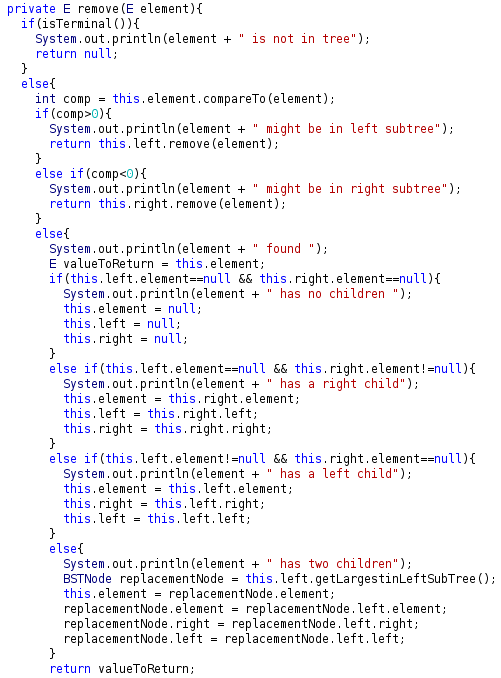 private E remove(E element){
  if(isTerminal()){
    System.out.println(element + " is not in tree");
    return null;
  }
  else{
    int comp = this.element.compareTo(element);
    if(comp>0){
      System.out.println(element + " might be in left subtree");
      return this.left.remove(element);
    }
    else if(comp<0){
      System.out.println(element + " might be in right subtree");
      return this.right.remove(element);
    }
    else{
      System.out.println(element + " found ");
      E valueToReturn = this.element;
      if(this.left.element==null && this.right.element==null){
        System.out.println(element + " has no children ");
        this.element = null;
        this.left = null;
        this.right = null;
      }
      else if(this.left.element==null && this.right.element!=null){
        System.out.println(element + " has a right child");
        this.element = this.right.element;
        this.left = this.right.left;
        this.right = this.right.right;
      }
      else if(this.left.element!=null && this.right.element==null){
        System.out.println(element + " has a left child");
        this.element = this.left.element;
        this.right = this.left.right;
        this.left = this.left.left;
      }
      else{
        System.out.println(element + " has two children");
        BSTNode replacementNode = this.left.getLargestinLeftSubTree();
        this.element = replacementNode.element;
        replacementNode.element = replacementNode.left.element;
        replacementNode.right = replacementNode.left.right;
        replacementNode.left = replacementNode.left.left;
      }
      return valueToReturn;